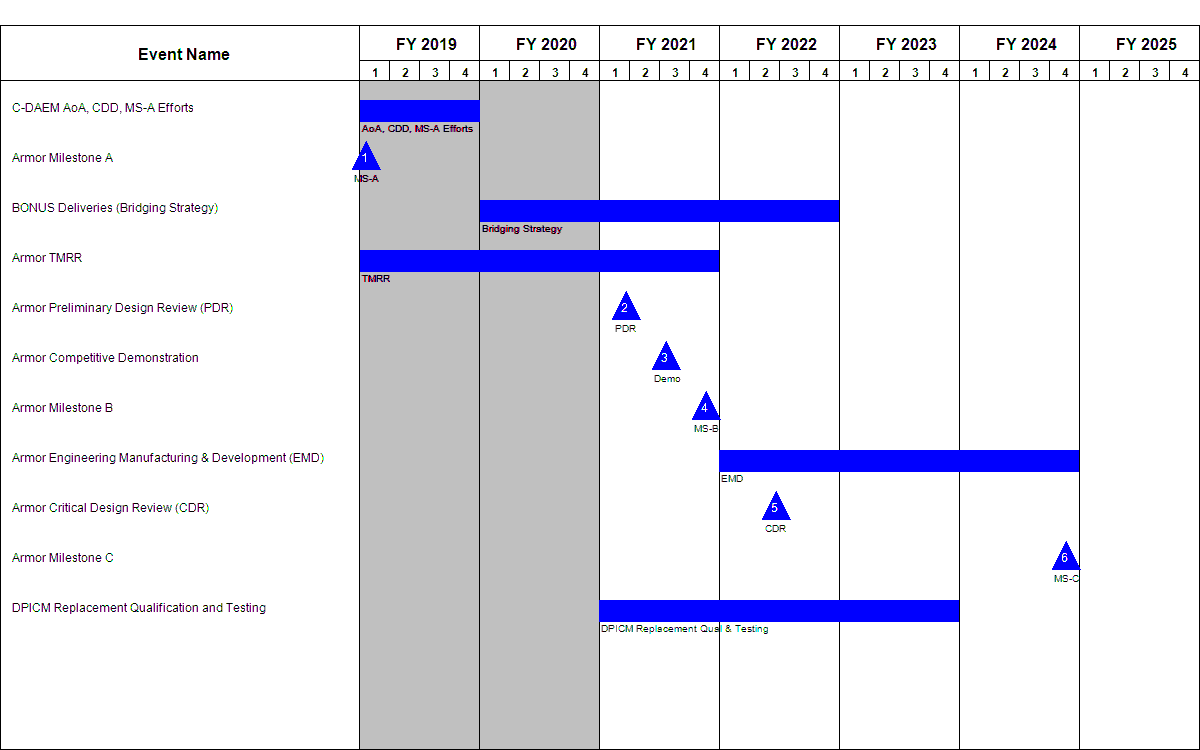 Event Name
FY 2019 FY 2020 FY 2021 FY 2022 FY 2023 FY 2024 FY 2025
1 2 3 4 1 2 3 4 1 2 3 4 1 2 3 4 1 2 3 4 1 2 3 4 1 2 3 4
C-DAEM AoA, CDD, MS-A Efforts
AoA, CDD, MS-A Efforts
Armor Milestone A
1
MS-A
BONUS Deliveries (Bridging Strategy)
Bridging Strategy
Armor TMRR
TMRR
Armor Preliminary Design Review (PDR)
2
PDR
Armor Competitive Demonstration
3
Demo
Armor Milestone B
4
MS-B
Armor Engineering Manufacturing & Development (EMD)
EMD
Armor Critical Design Review (CDR)
5
CDR
Armor Milestone C
6
MS-C
DPICM Replacement Qualification and Testing
DPICM Replacement Qual & Testing